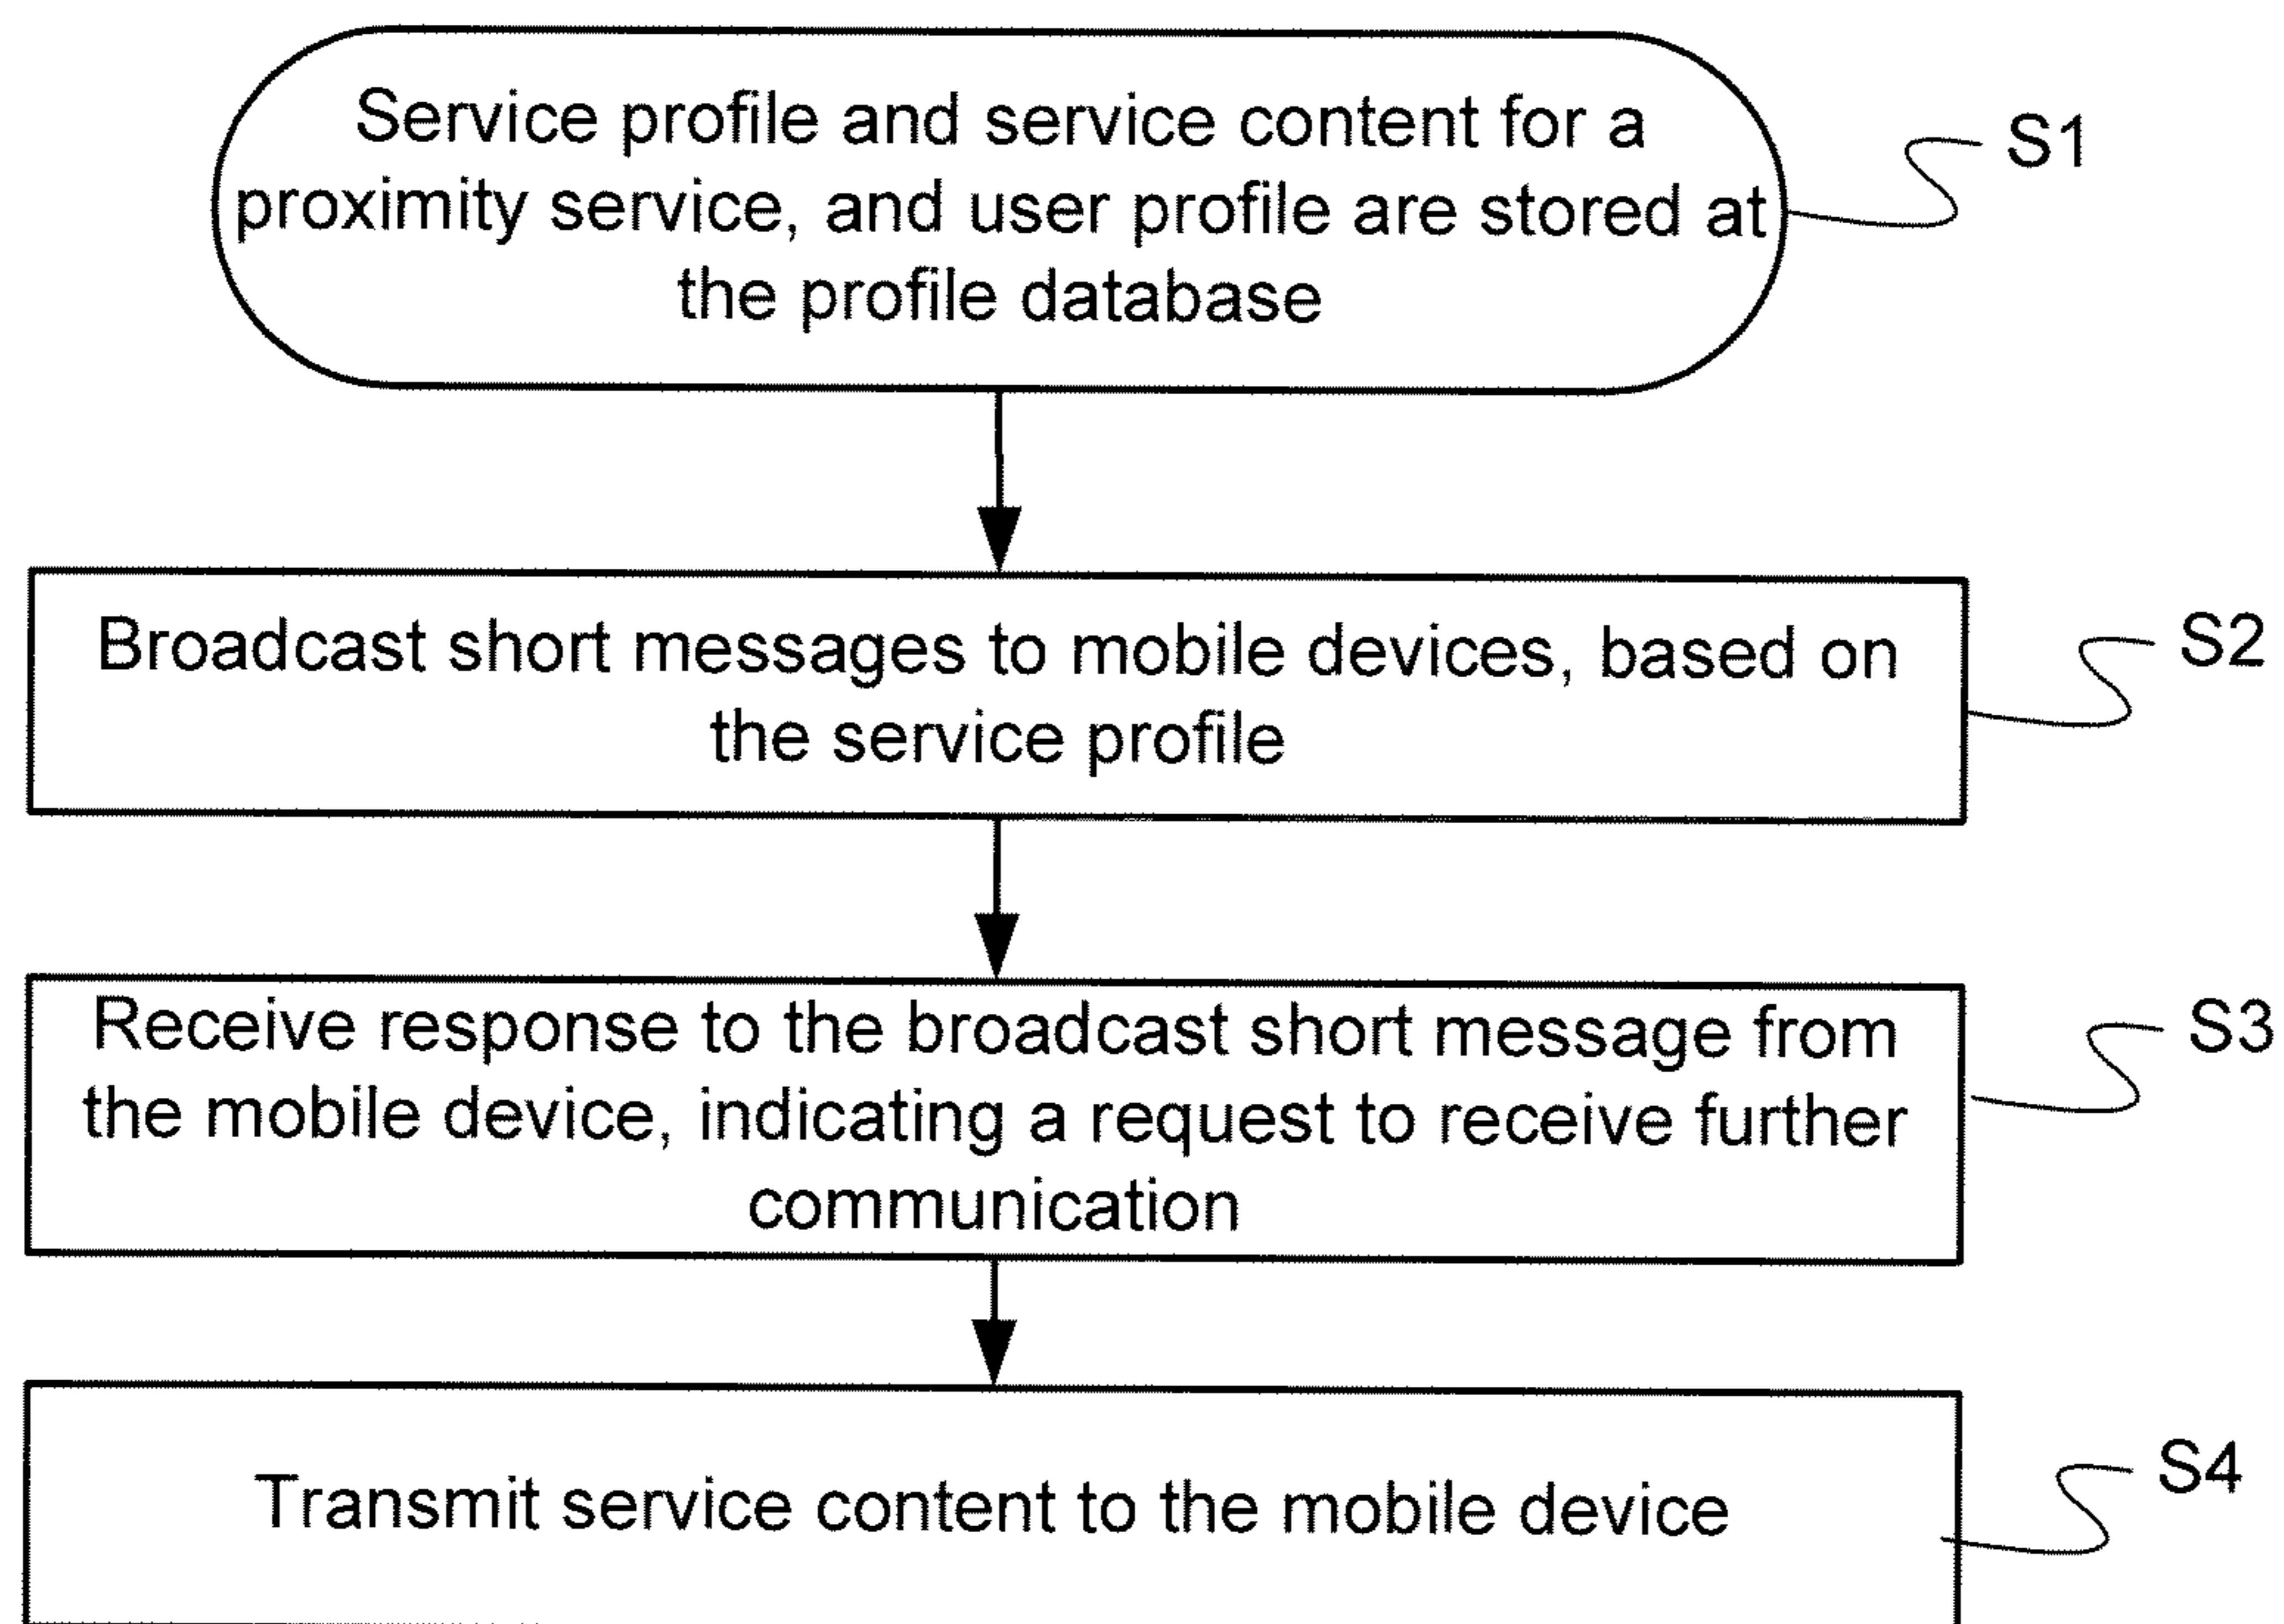 Service profile and service content for a
proximity service, and user profile are stored at
the profile database
S1
Broadcast short messages to mobile devices, based on
the service profile
S2
Receive response to the broadcast short message from
the mobile device, indicating a request to receive further
communication
S3
Transmit service content to the mobile device
S4